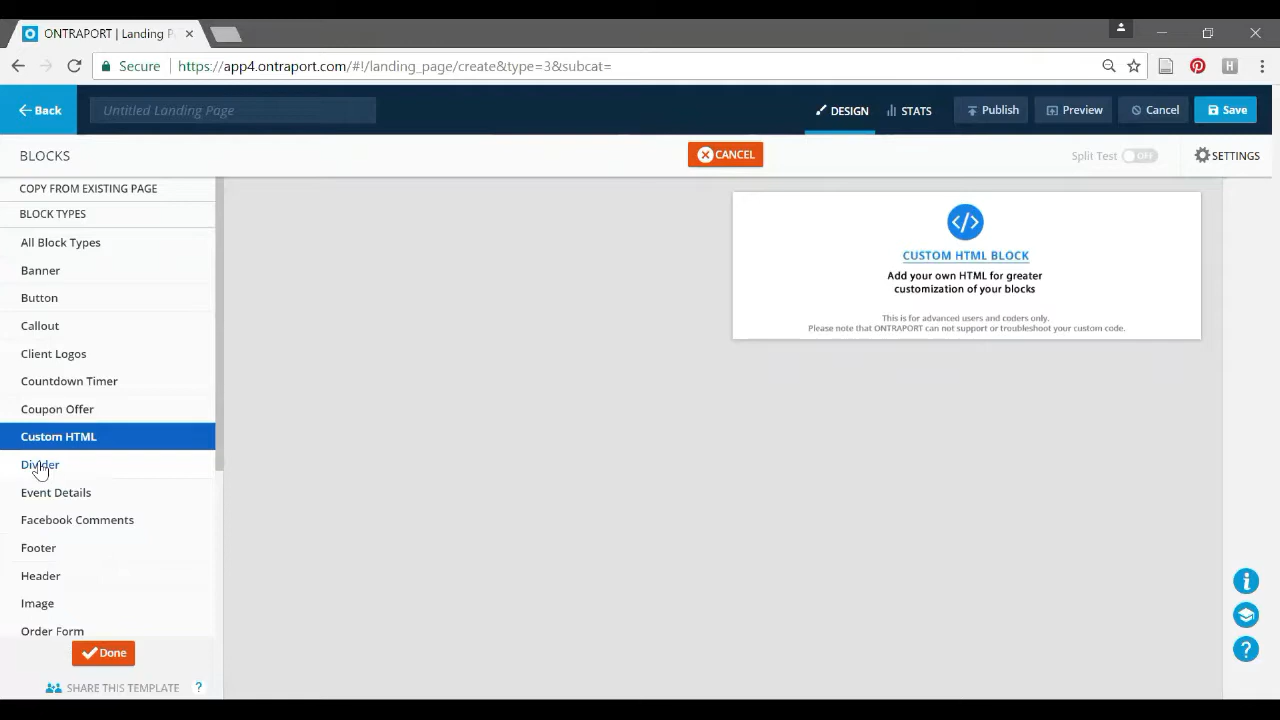 ONTRAPORT | Landing P
Secure
https://app4.ontraport.com/#!/landing_page/create&type=3&subcat=
Back
Untitled Landing Page
DESIGN
STATS
Publish
Preview
Cancel
Save
BLOCKS
CANCEL
Split Test OFF
SETTINGS
COPY FROM EXISTING PAGE
BLOCK TYPES
All Block Types
Banner
Button
Callout
Client Logos
Countdown Timer
Coupon Offer
Custom HTML
Divider
Event Details
Facebook Comments
Footer
Header
Image
Order Form
Done
SHARE THIS TEMPLATE ?
</>
CUSTOM HTML BLOCK
Add your own HTML for greater
customization of your blocks
This is for advanced users and coders only.
Please note that ONTRAPORT can not support or troubleshoot your custom code.